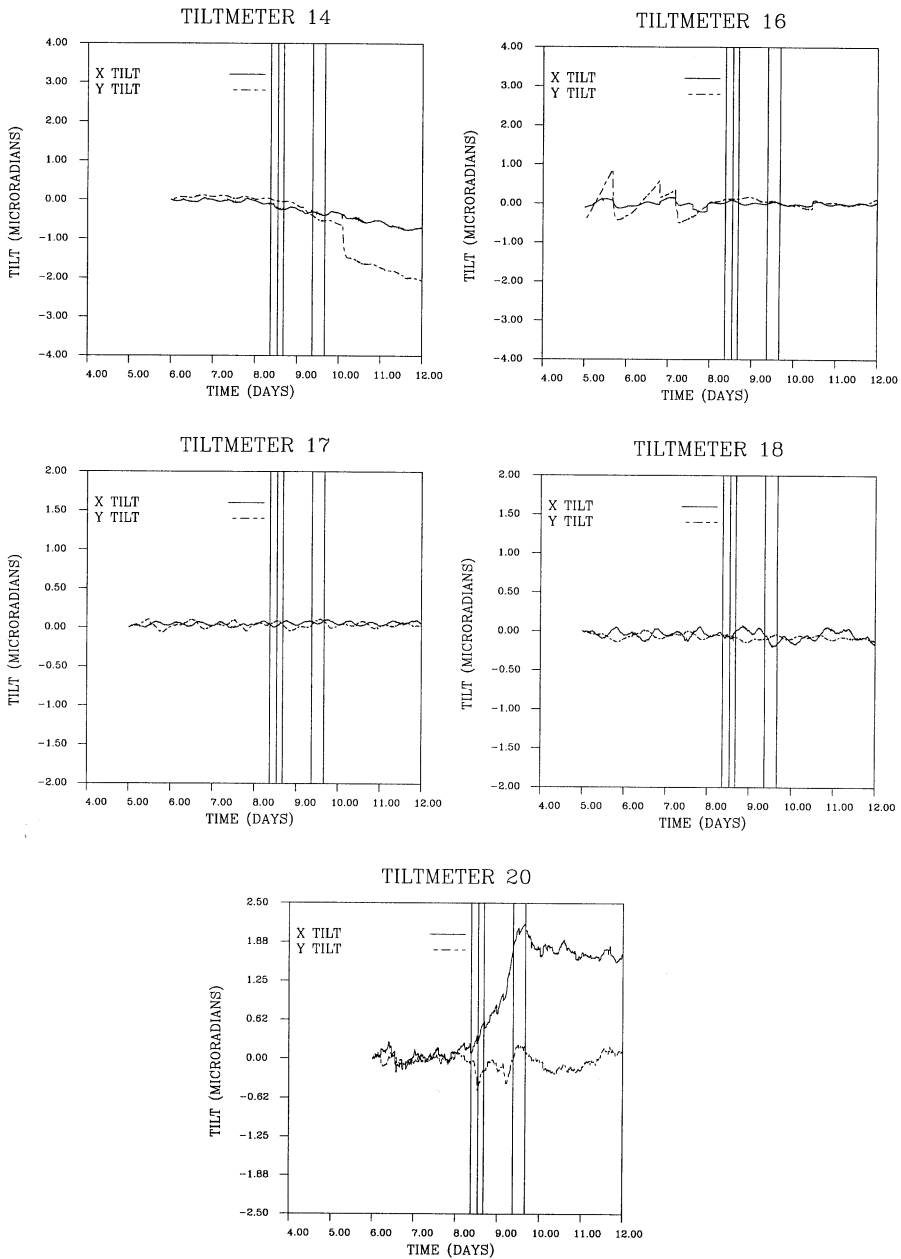 TILTMETER 14
4.00
3.00
2.00
1.00
0.00
−1.00
−2.00
−3.00
−4.00
TILT (MICRORADIANS)
X TILT
Y TILT
4.00 5.00 6.00 7.00 8.00 9.00 10.00 11.00 12.00
TIME (DAYS)
TILTMETER 16
4.00
3.00
2.00
1.00
0.00
−1.00
−2.00
−3.00
−4.00
TILT (MICRORADIANS)
X TILT
Y TILT
4.00 5.00 6.00 7.00 8.00 9.00 10.00 11.00 12.00
TIME (DAYS)
TILTMETER 17
2.00
1.50
1.00
0.50
0.00
−0.50
−1.00
−1.50
−2.00
TILT (MICRORADIANS)
X TILT
Y TILT
4.00 5.00 6.00 7.00 8.00 9.00 10.00 11.00 12.00
TIME (DAYS)
TILTMETER 18
2.00
1.50
1.00
0.50
0.00
−0.50
−1.00
−1.50
−2.00
TILT (MICRORADIANS)
X TILT
Y TILT
4.00 5.00 6.00 7.00 8.00 9.00 10.00 11.00 12.00
TIME (DAYS)
TILTMETER 20
2.50
1.88
1.25
0.62
0.00
−0.62
−1.25
−1.88
−2.50
TILT (MICRORADIANS)
X TILT
Y TILT
4.00 5.00 6.00 7.00 8.00 9.00 10.00 11.00 12.00
TIME (DAYS)